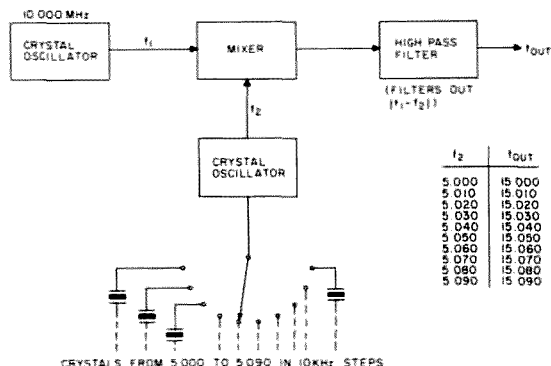 10.000 MHz
CRYSTAL
OSCILLATOR
f1
MIXER
HIGH PASS
FILTER
fOUT
(FILTERS OUT
|f1-f2|)
f2
CRYSTAL
OSCILLATOR
f2 fOUT
5.000 15.000
5.010 15.010
5.020 15.020
5.030 15.030
5.040 15.040
5.050 15.050
5.060 15.060
5.070 15.070
5.080 15.080
5.090 15.090
CRYSTALS FROM 5.000 TO 5.090 IN 10KHz STEPS